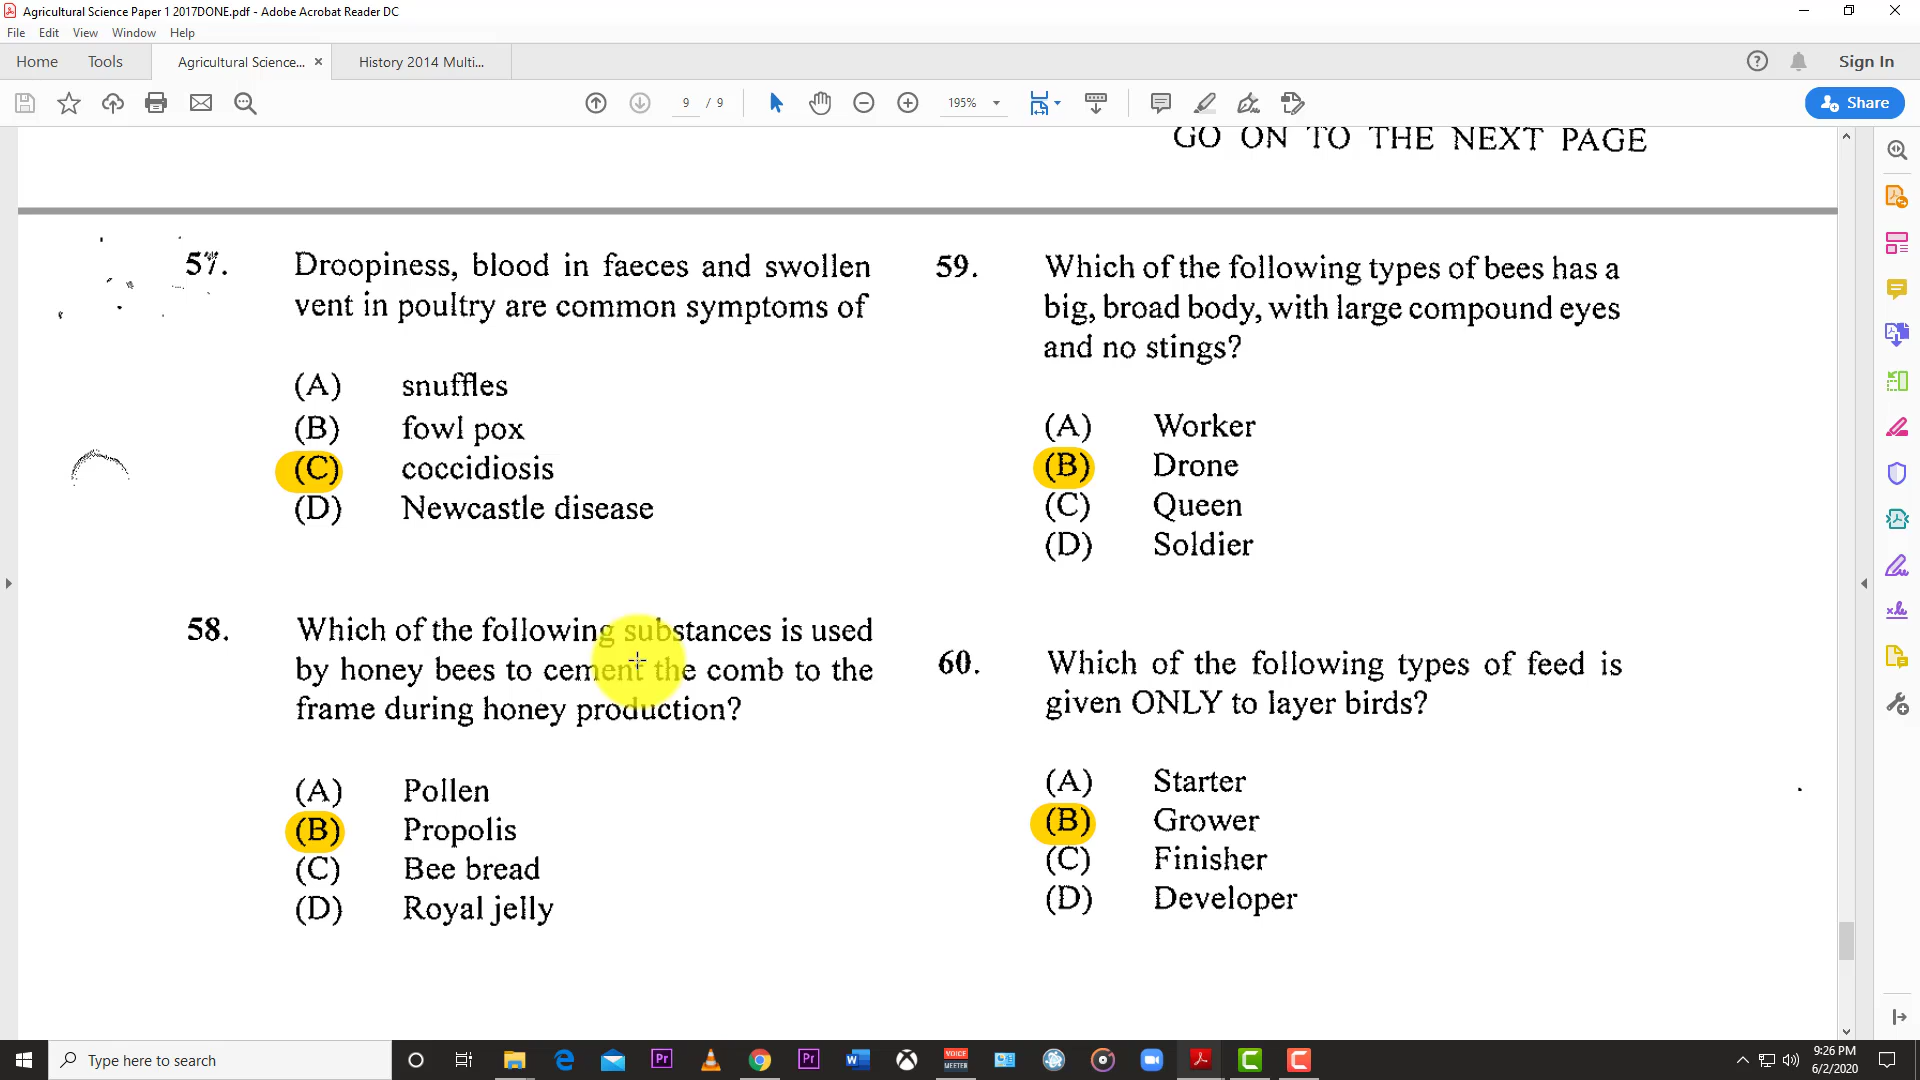 Agricultural Science Paper 1 2017DONE.pdf - Adobe Acrobat Reader DC
File Edit View Window Help
Home Tools Agricultural Science... × History 2014 Multi... Sign In
9 / 9 195% Share
GO ON TO THE NEXT PAGE
57. Droopiness, blood in faeces and swollen
vent in poultry are common symptoms of
(A) snuffles
(B) fowl pox
(C) coccidiosis
(D) Newcastle disease
58. Which of the following substances is used
by honey bees to cement the comb to the
frame during honey production?
(A) Pollen
(B) Propolis
(C) Bee bread
(D) Royal jelly
59. Which of the following types of bees has a
big, broad body, with large compound eyes
and no stings?
(A) Worker
(B) Drone
(C) Queen
(D) Soldier
60. Which of the following types of feed is
given ONLY to layer birds?
(A) Starter
(B) Grower
(C) Finisher
(D) Developer
Type here to search
Pr
Pr
VOICE
MEETER
9:26 PM
6/2/2020